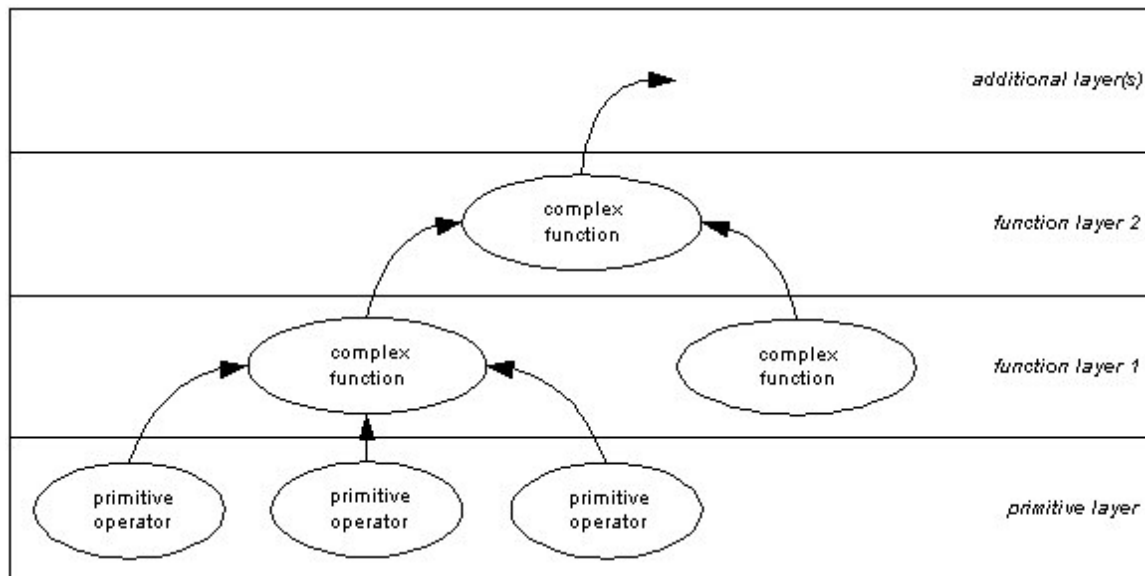 additional layer(s)
complex
function
function layer 2
complex
function
complex
function
function layer 1
primitive
operator
primitive
operator
primitive
operator
primitive layer